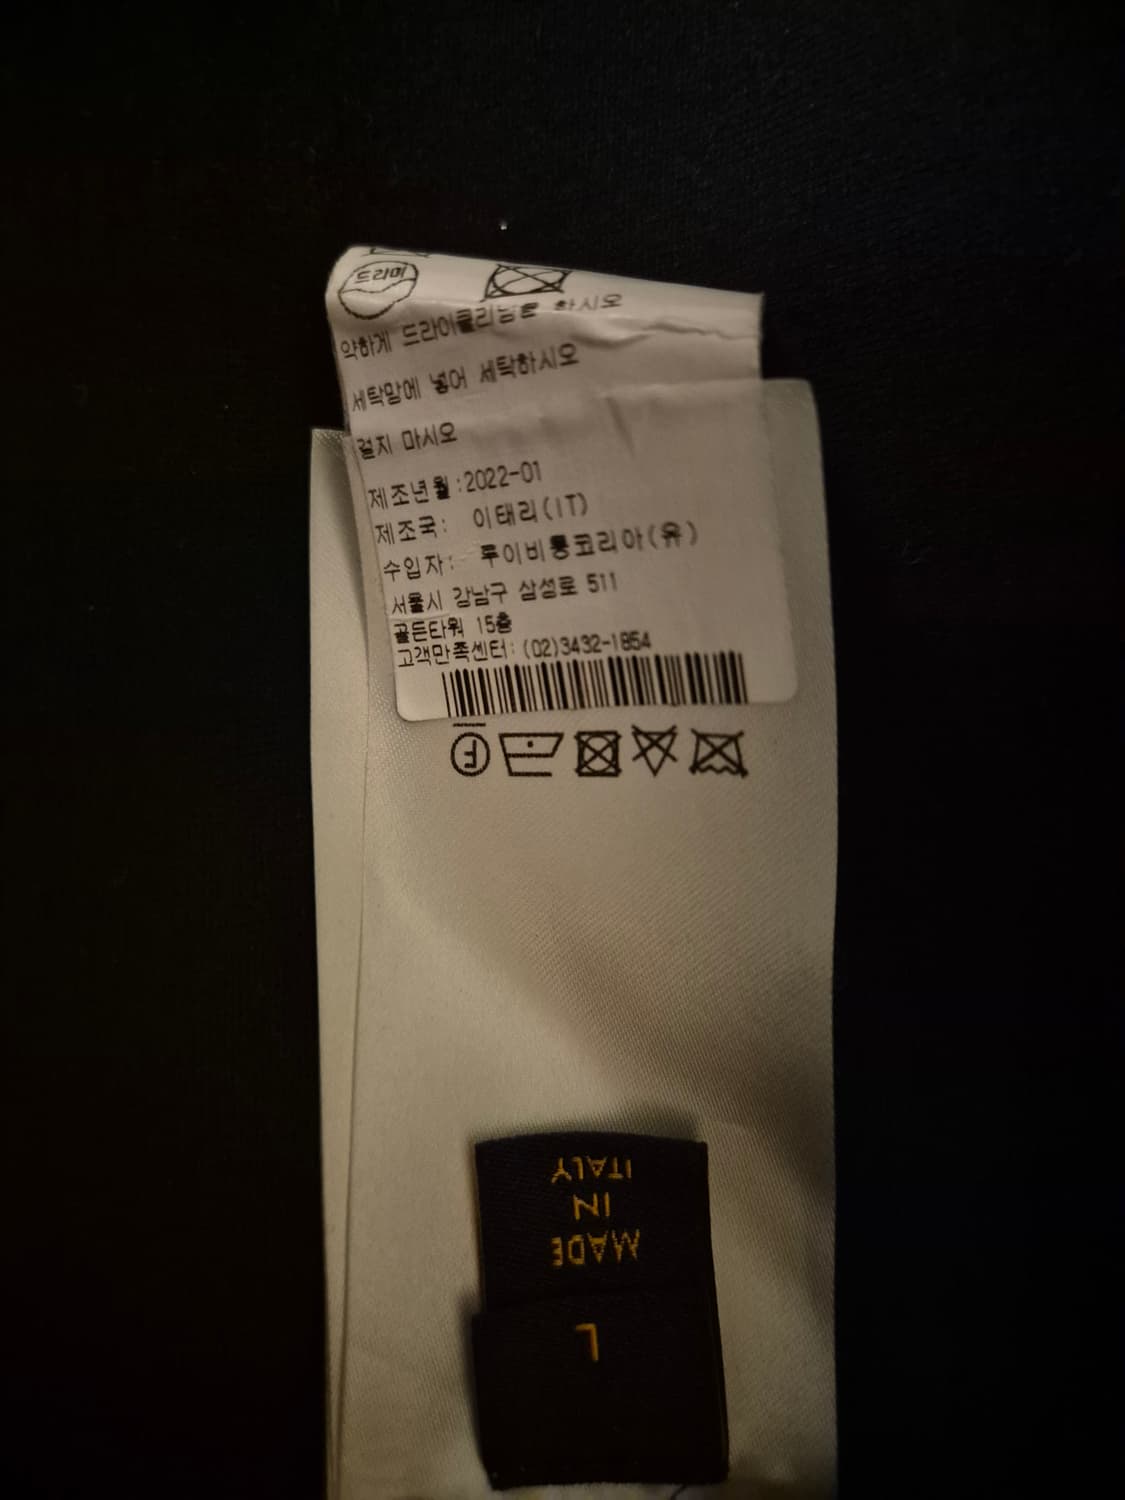 드라이
약하게 드라이클리닝은 하시오
세탁망에 넣어 세탁하시오
걸지 마시오
제조년월:2022-01
제조국: 이태리(IT)
수입자: 루이비통코리아(유)
서울시 강남구 삼성로 511
골든타워 15층
고객만족센터: (02)3432-1854
F
MADE
IN
ITALY
L